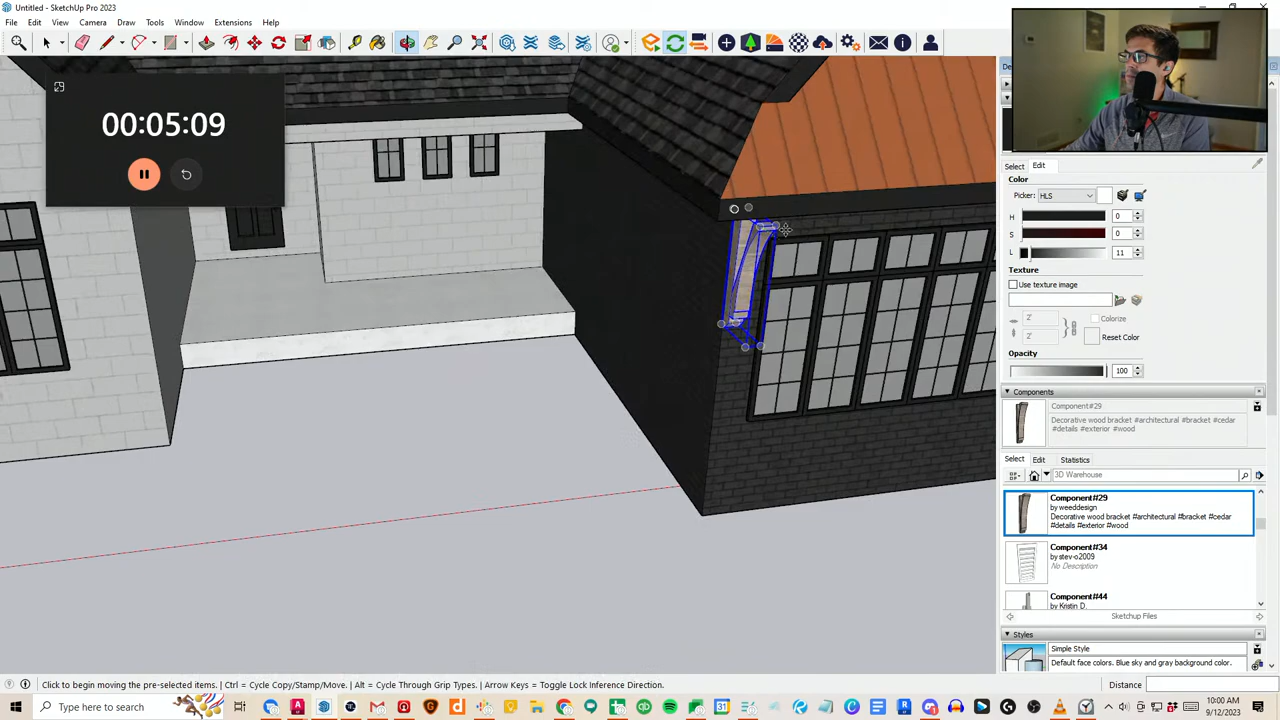 Untitled - SketchUp Pro 2023
File Edit View Camera Draw Tools Window Extensions Help
00:05:09
Select Edit
Color
Picker: HLS
H 0
S 0
L 11
Texture
Use texture image
2'
Colorize
2'
Reset Color
Opacity
100
Components
Component#29
Decorative wood bracket #architectural #bracket #cedar
#details #exterior #wood
Select Edit Statistics
3D Warehouse
Component#29
by weeddesign
Decorative wood bracket #architectural #bracket #cedar
#details #exterior #wood
Component#34
by stev-o2009
No Description
Component#44
by Kristin D.
Sketchup Files
Styles
Simple Style
Default face colors. Blue sky and gray background color.
Click to begin moving the pre-selected items. | Ctrl = Cycle Copy/Stamp/Move. | Alt = Cycle Through Grip Types. | Arrow Keys = Toggle Lock Inference Direction.
Distance
Type here to search
10:00 AM
9/12/2023